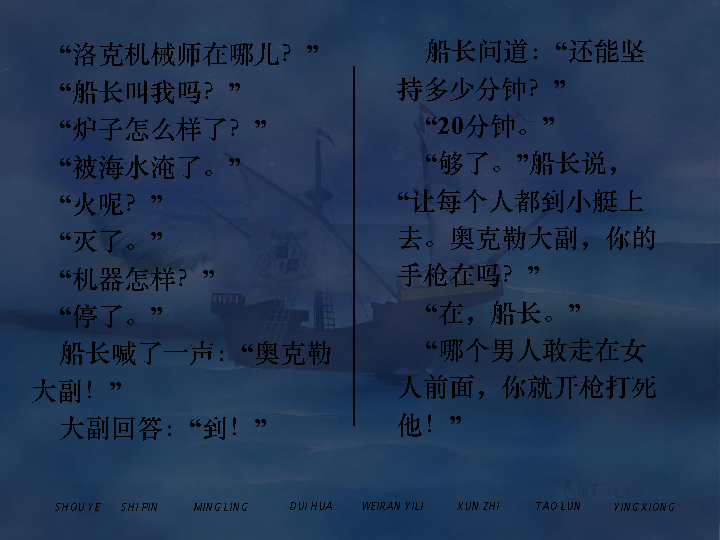 “洛克机械师在哪儿？”
“船长叫我吗？”
“炉子怎么样了？”
“被海水淹了。”
“火呢？”
“灭了。”
“机器怎样？”
“停了。”
船长喊了一声：“奥克勒
大副！”
大副回答：“到！”
船长问道：“还能坚
持多少分钟？”
“20分钟。”
“够了。”船长说，
“让每个人都到小艇上
去。奥克勒大副，你的
手枪在吗？”
“在，船长。”
“哪个男人敢走在女
人前面，你就开枪打死
他！”
SHOU YE SHI PIN MING LING DUI HUA WEIRAN YI LI XUN ZHI TAO LUN YING XIONG